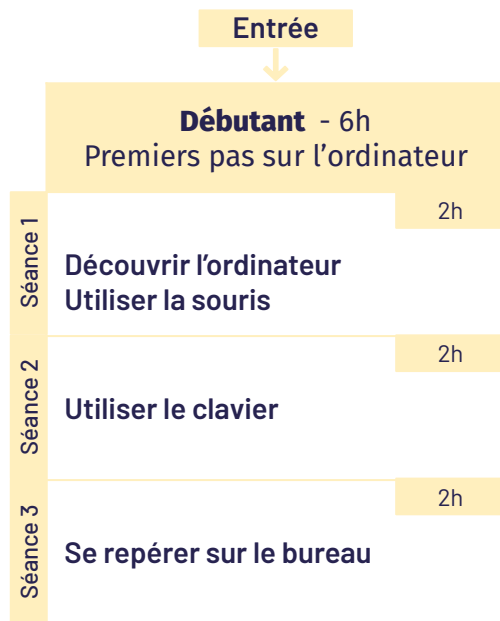 Entrée
Débutant - 6h
Premiers pas sur l’ordinateur
Séance 1
2h
Découvrir l’ordinateur
Utiliser la souris
Séance 2
2h
Utiliser le clavier
Séance 3
2h
Se repérer sur le bureau